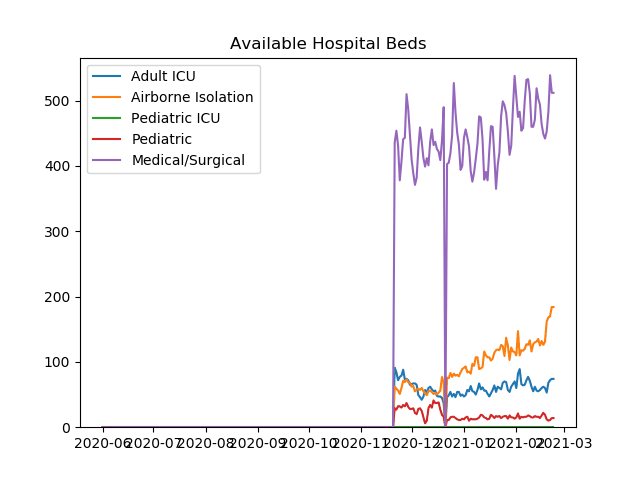 Available Hospital Beds
Adult ICU
Airborne Isolation
Pediatric ICU
Pediatric
Medical/Surgical
500
400
300
200
100
0
2020-06 2020-07 2020-08 2020-09 2020-10 2020-11 2020-12 2021-01 2021-02 2021-03